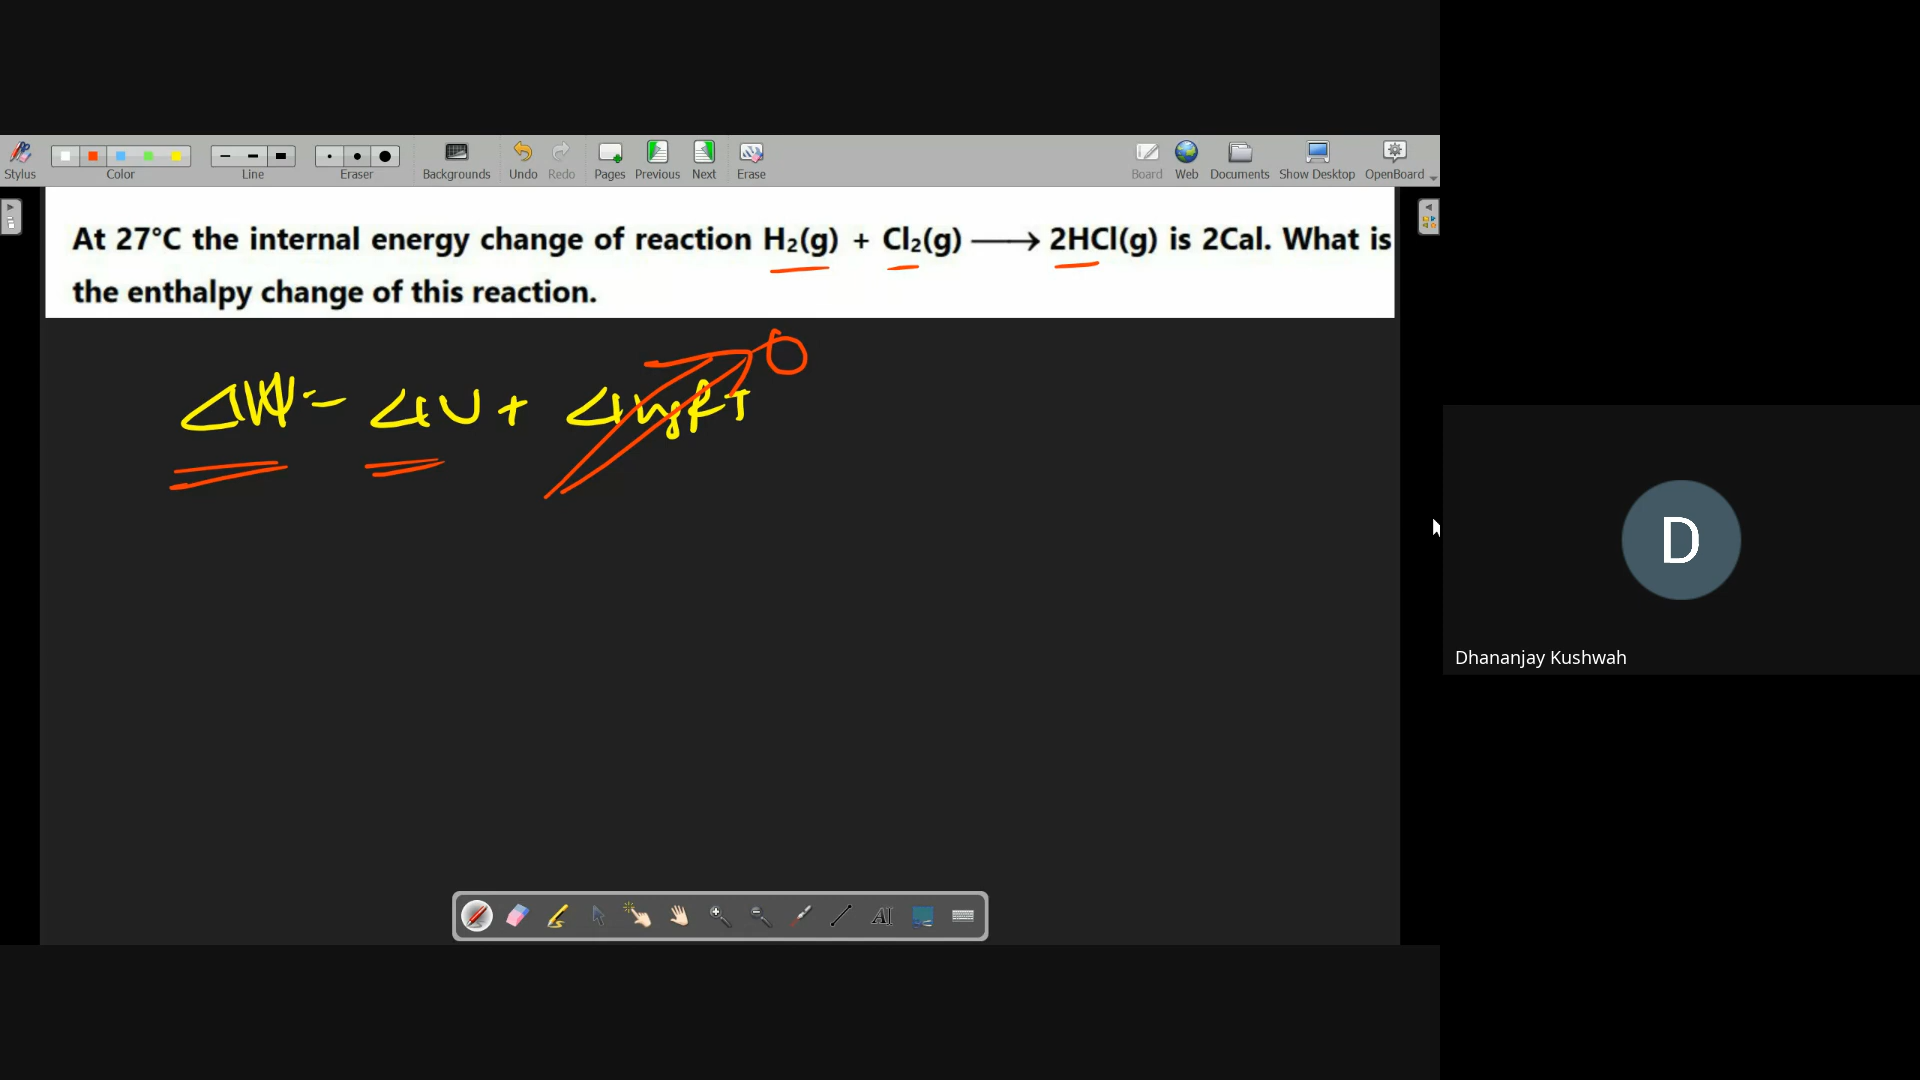 Stylus Color Line Eraser Backgrounds Undo Redo Pages Previous Next Erase Board Web Documents Show Desktop OpenBoard
At 27°C the internal energy change of reaction H₂(g) + Cl₂(g) ⟶ 2HCl(g) is 2Cal. What is
the enthalpy change of this reaction.
0
ΔH = ΔU + ΔngRT
D
Dhananjay Kushwah